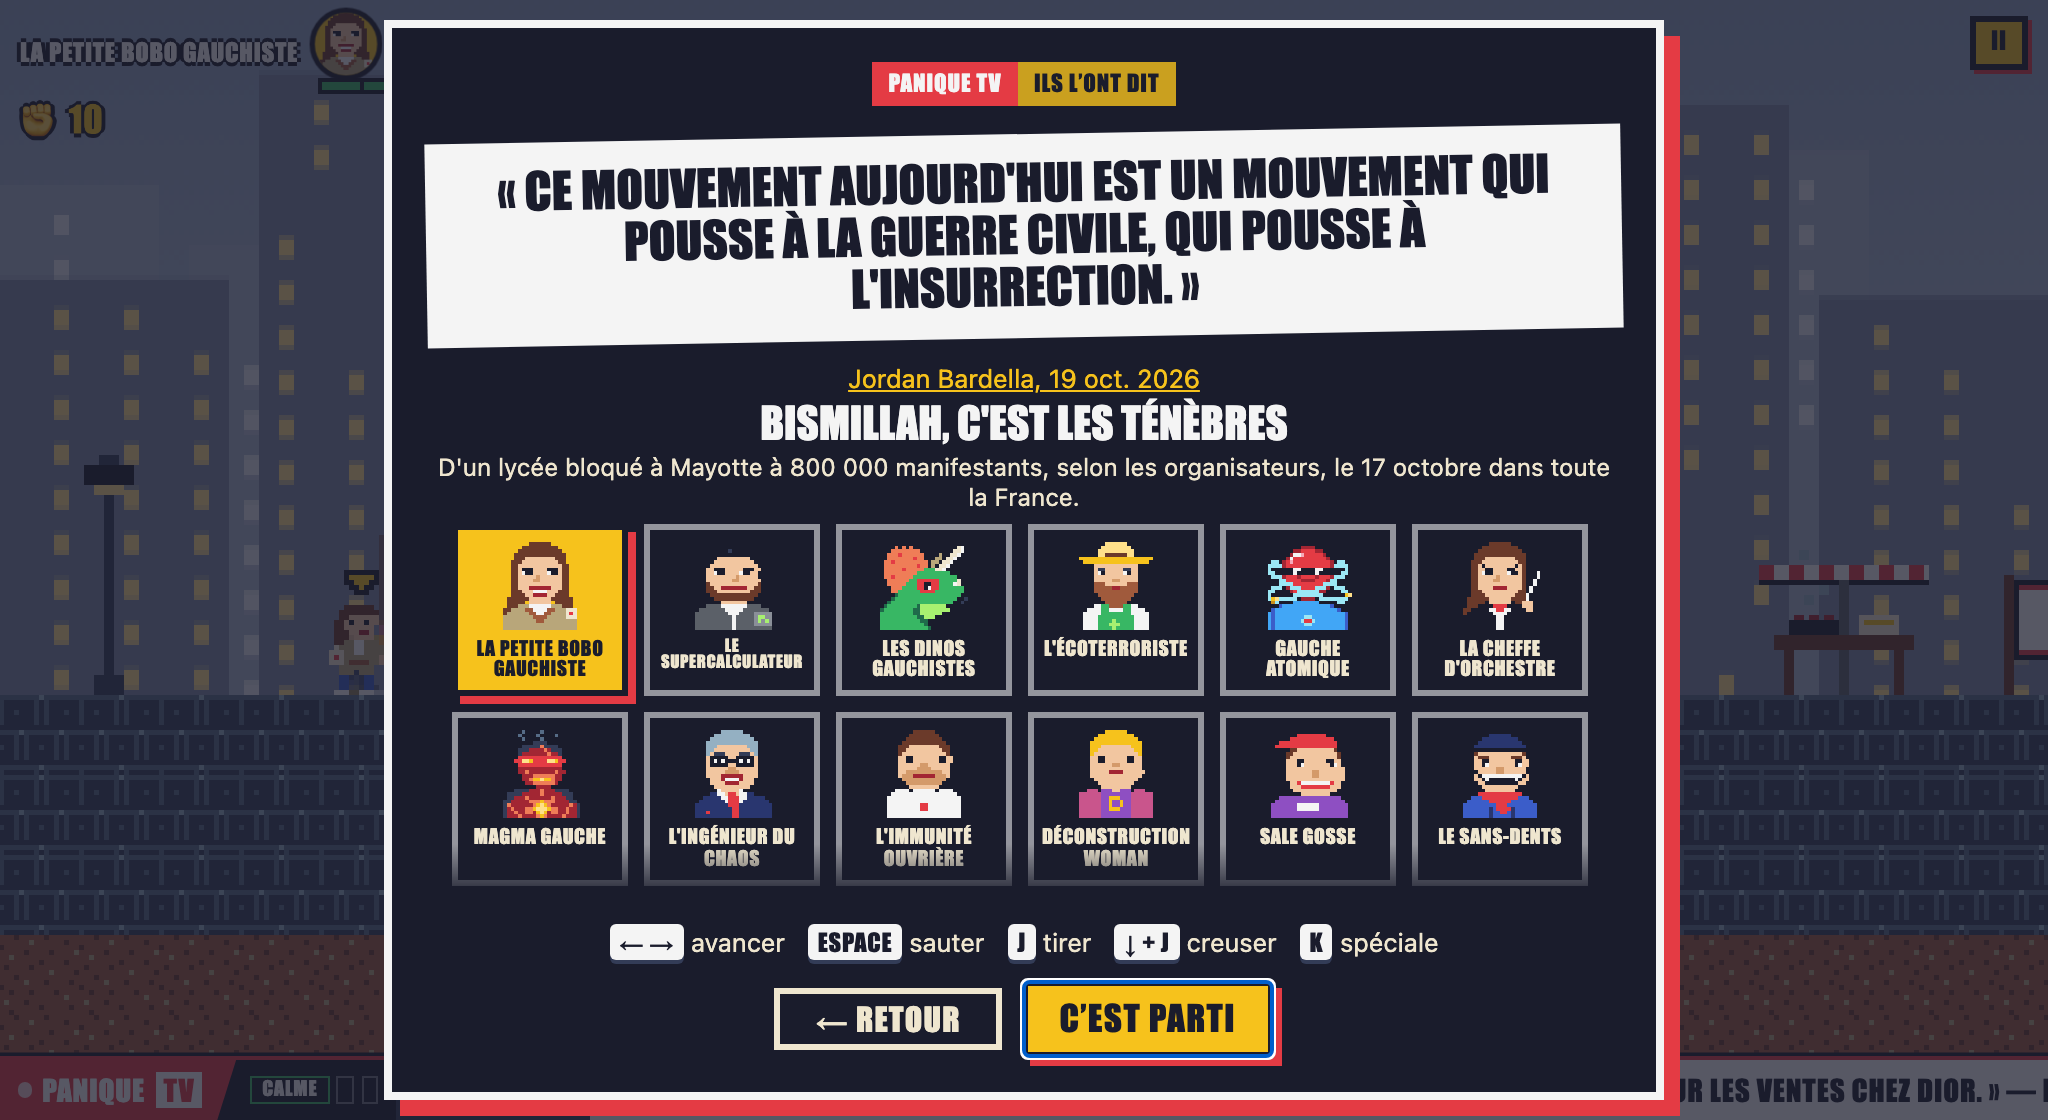 LA PETITE BOBO GAUCHISTE
10
PANIQUE TV ILS L'ONT DIT
« CE MOUVEMENT AUJOURD'HUI EST UN MOUVEMENT QUI
POUSSE À LA GUERRE CIVILE, QUI POUSSE À
L'INSURRECTION. »
Jordan Bardella, 19 oct. 2026
BISMILLAH, C'EST LES TÉNÈBRES
D'un lycée bloqué à Mayotte à 800 000 manifestants, selon les organisateurs, le 17 octobre dans toute
la France.
LA PETITE BOBO
GAUCHISTE
LE
SUPERCALCULATEUR
LES DINOS
GAUCHISTES
L'ÉCOTERRORISTE
GAUCHE
ATOMIQUE
LA CHEFFE
D'ORCHESTRE
MAGMA GAUCHE
L'INGÉNIEUR DU
CHAOS
L'IMMUNITÉ
OUVRIÈRE
DÉCONSTRUCTION
WOMAN
SALE GOSSE
LE SANS-DENTS
←→ avancer ESPACE sauter J tirer ↓+J creuser K spéciale
← RETOUR
C'EST PARTI
PANIQUE TV
CALME
LES VENTES CHEZ DIOR. » —